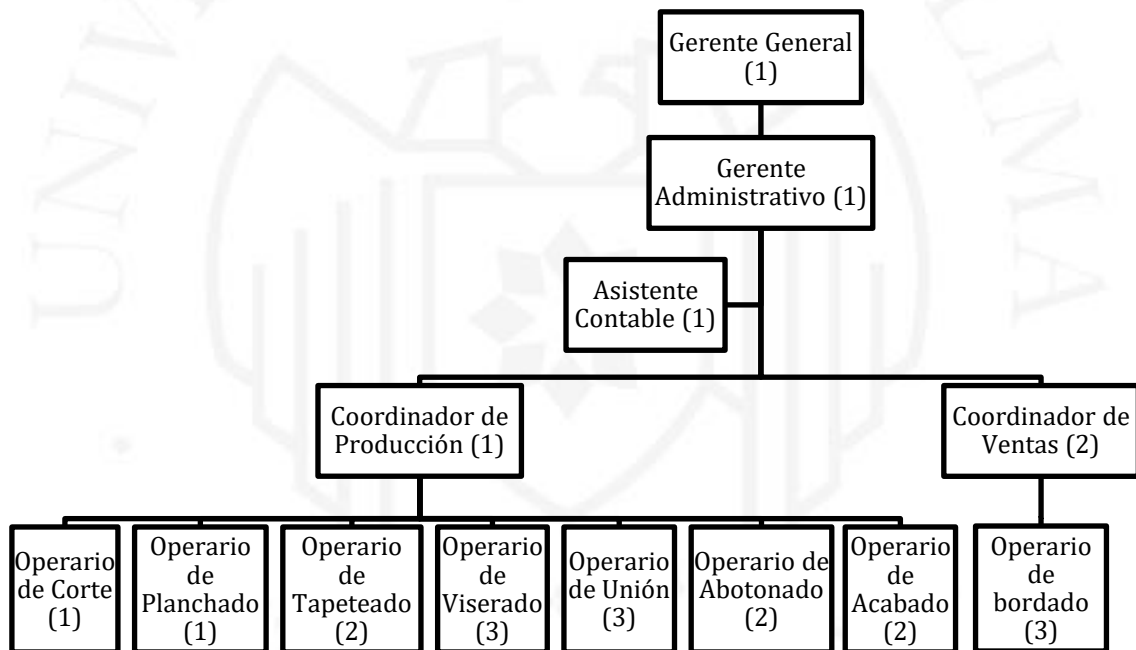 Gerente General
(1)
Gerente
Administrativo (1)
Asistente
Contable (1)
Coordinador de
Producción (1)
Coordinador de
Ventas (2)
Operario
de Corte
(1)
Operario
de
Planchado
(1)
Operario
de
Tapeteado
(2)
Operario
de
Viserado
(3)
Operario
de Unión
(3)
Operario de
Abotonado
(2)
Operario
de
Acabado
(2)
Operario
de
bordado
(3)
UNIV
LIMA